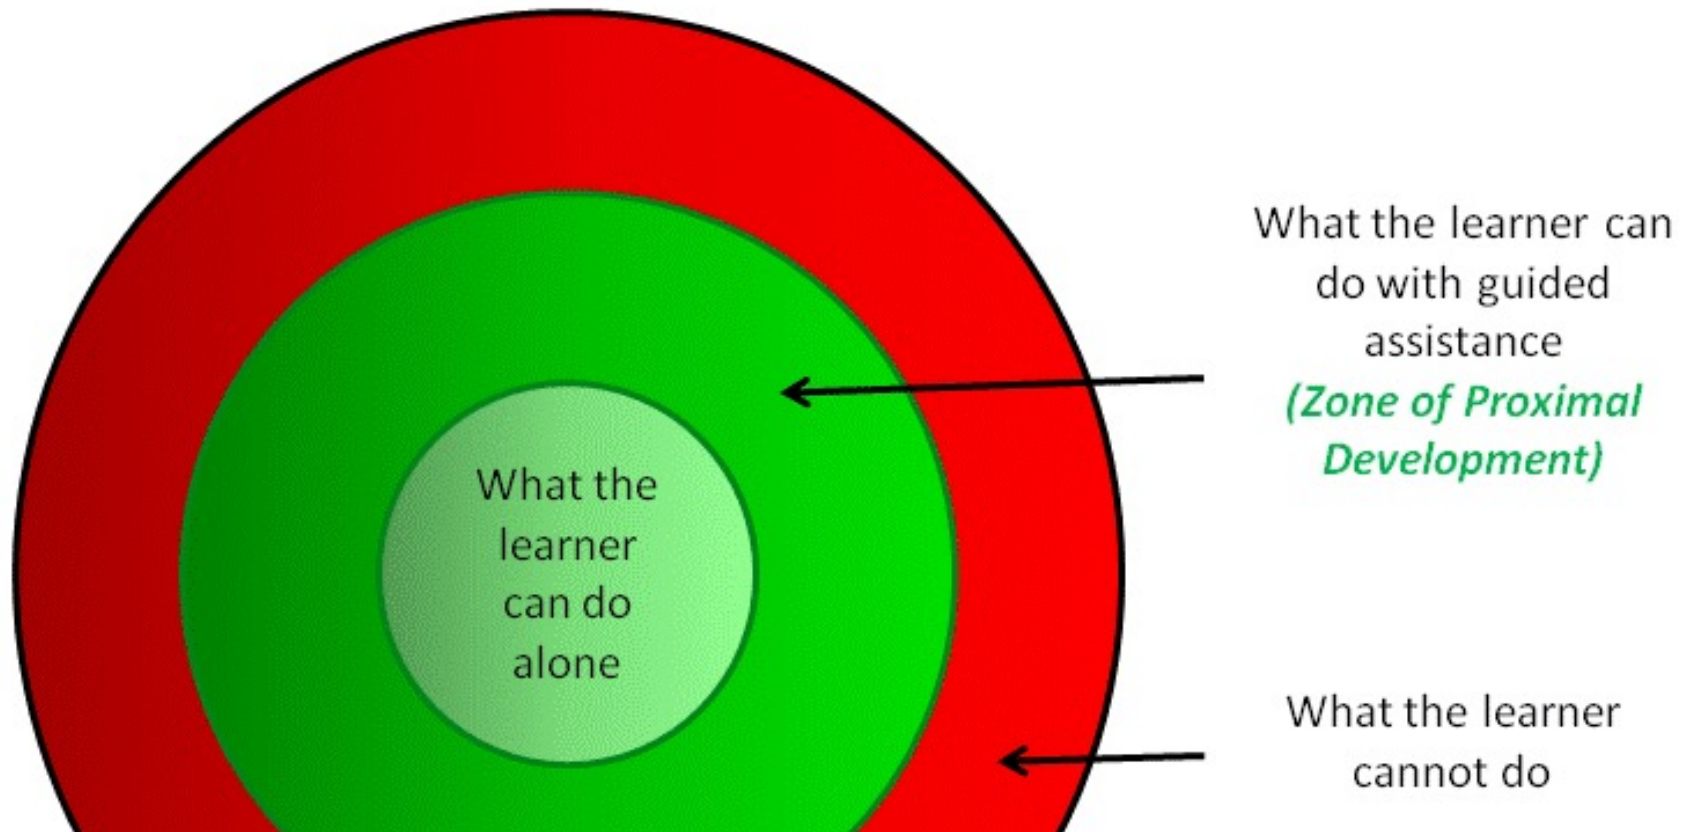 What the learner can
do with guided
assistance
(Zone of Proximal
Development)
What the
learner
can do
alone
What the learner
cannot do